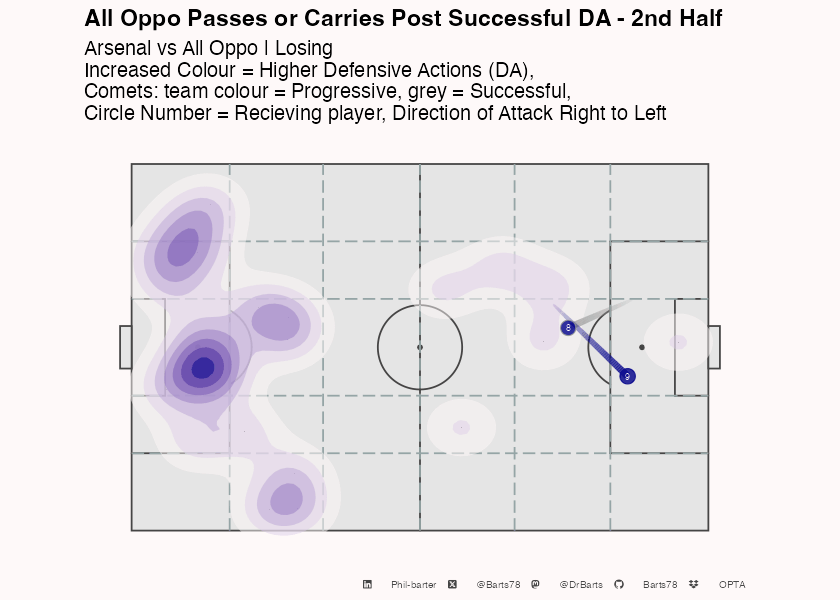 All Oppo Passes or Carries Post Successful DA - 2nd Half
Arsenal vs All Oppo | Losing
Increased Colour = Higher Defensive Actions (DA),
Comets: team colour = Progressive, grey = Successful,
Circle Number = Recieving player, Direction of Attack Right to Left
8
9
Phil-barter @Barts78 @DrBarts Barts78 OPTA